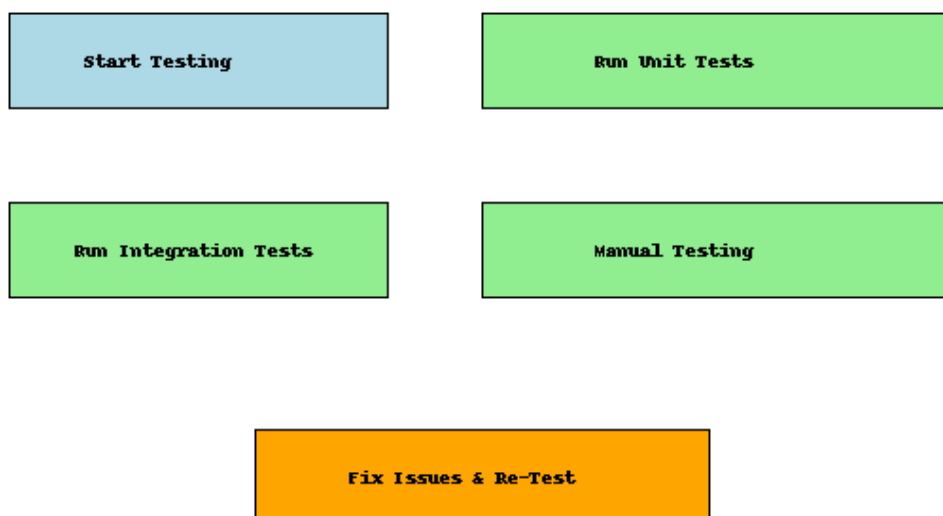 Start Testing
Run Unit Tests
Run Integration Tests
Manual Testing
Fix Issues & Re-Test